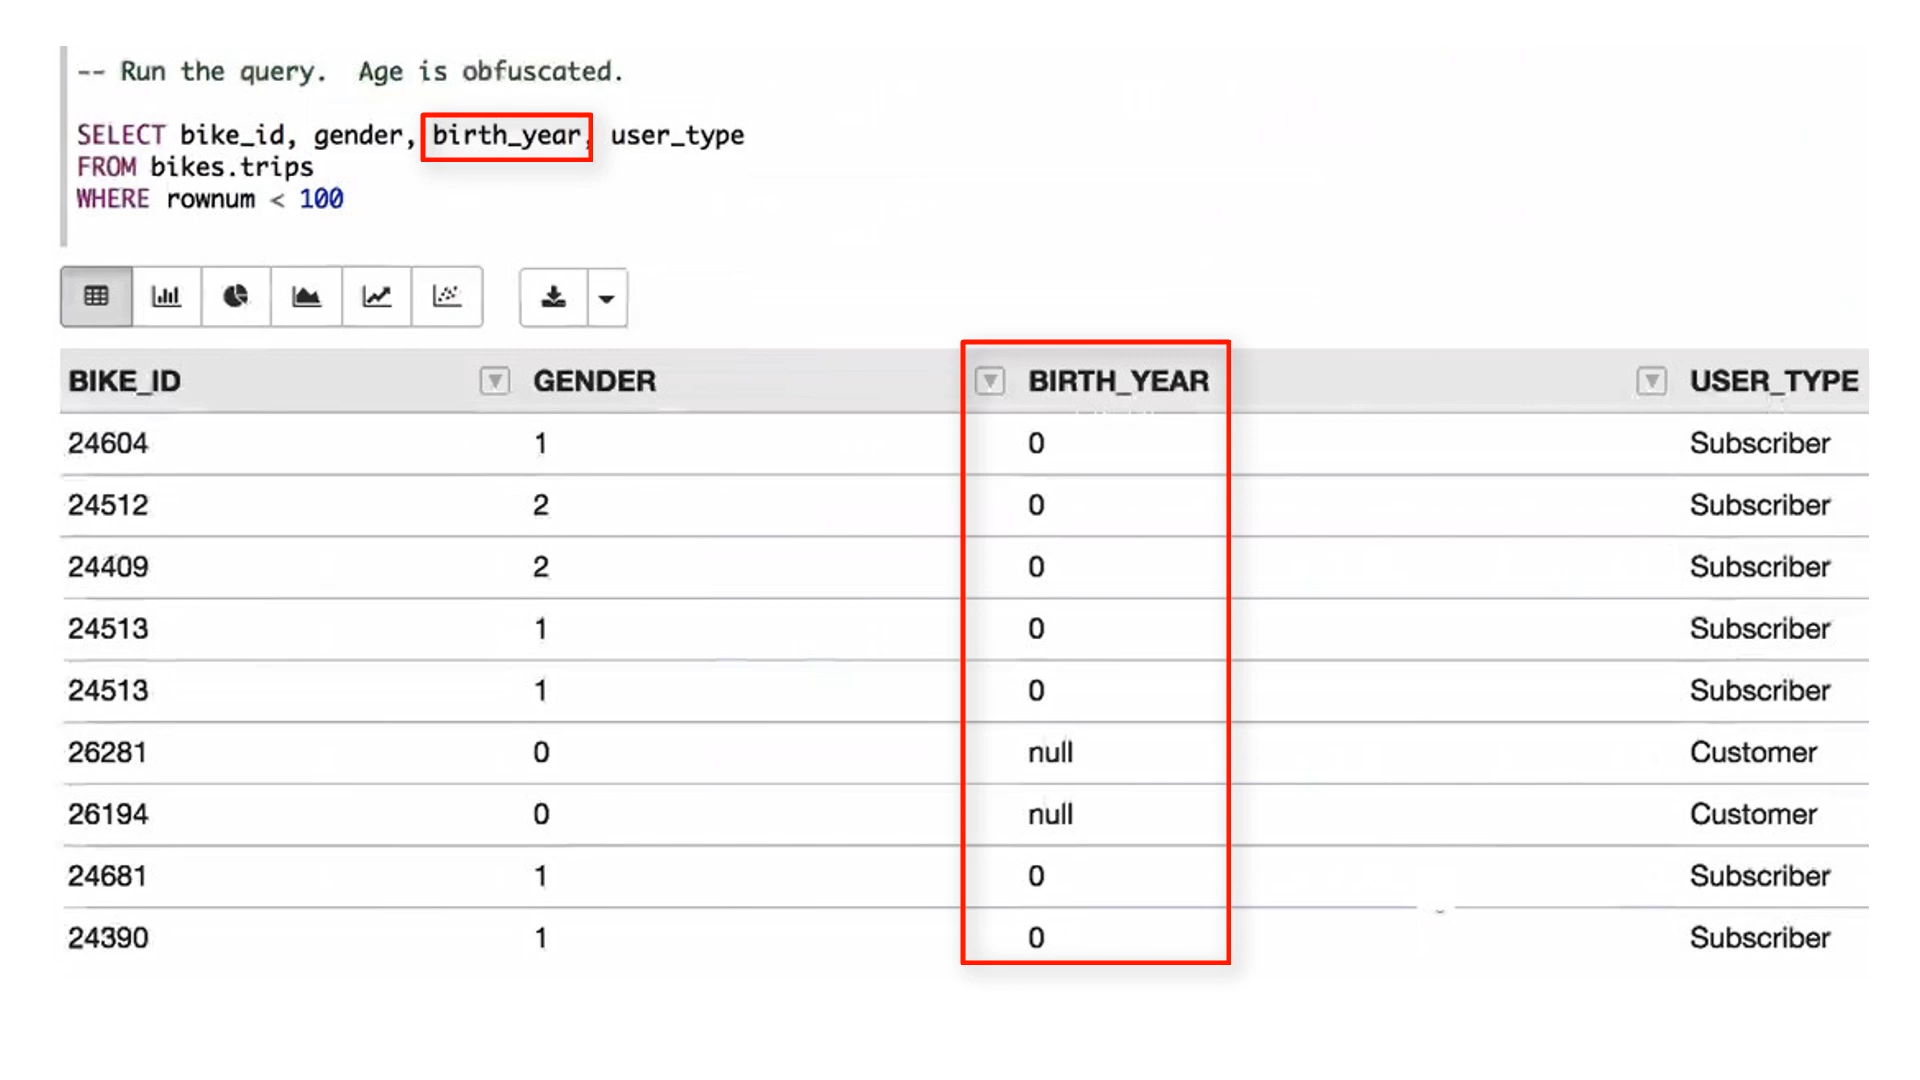 -- Run the query.  Age is obfuscated.
SELECT bike_id, gender, birth_year, user_type
FROM bikes.trips
WHERE rownum < 100
BIKE_ID GENDER BIRTH_YEAR USER_TYPE
24604 1 0 Subscriber
24512 2 0 Subscriber
24409 2 0 Subscriber
24513 1 0 Subscriber
24513 1 0 Subscriber
26281 0 null Customer
26194 0 null Customer
24681 1 0 Subscriber
24390 1 0 Subscriber